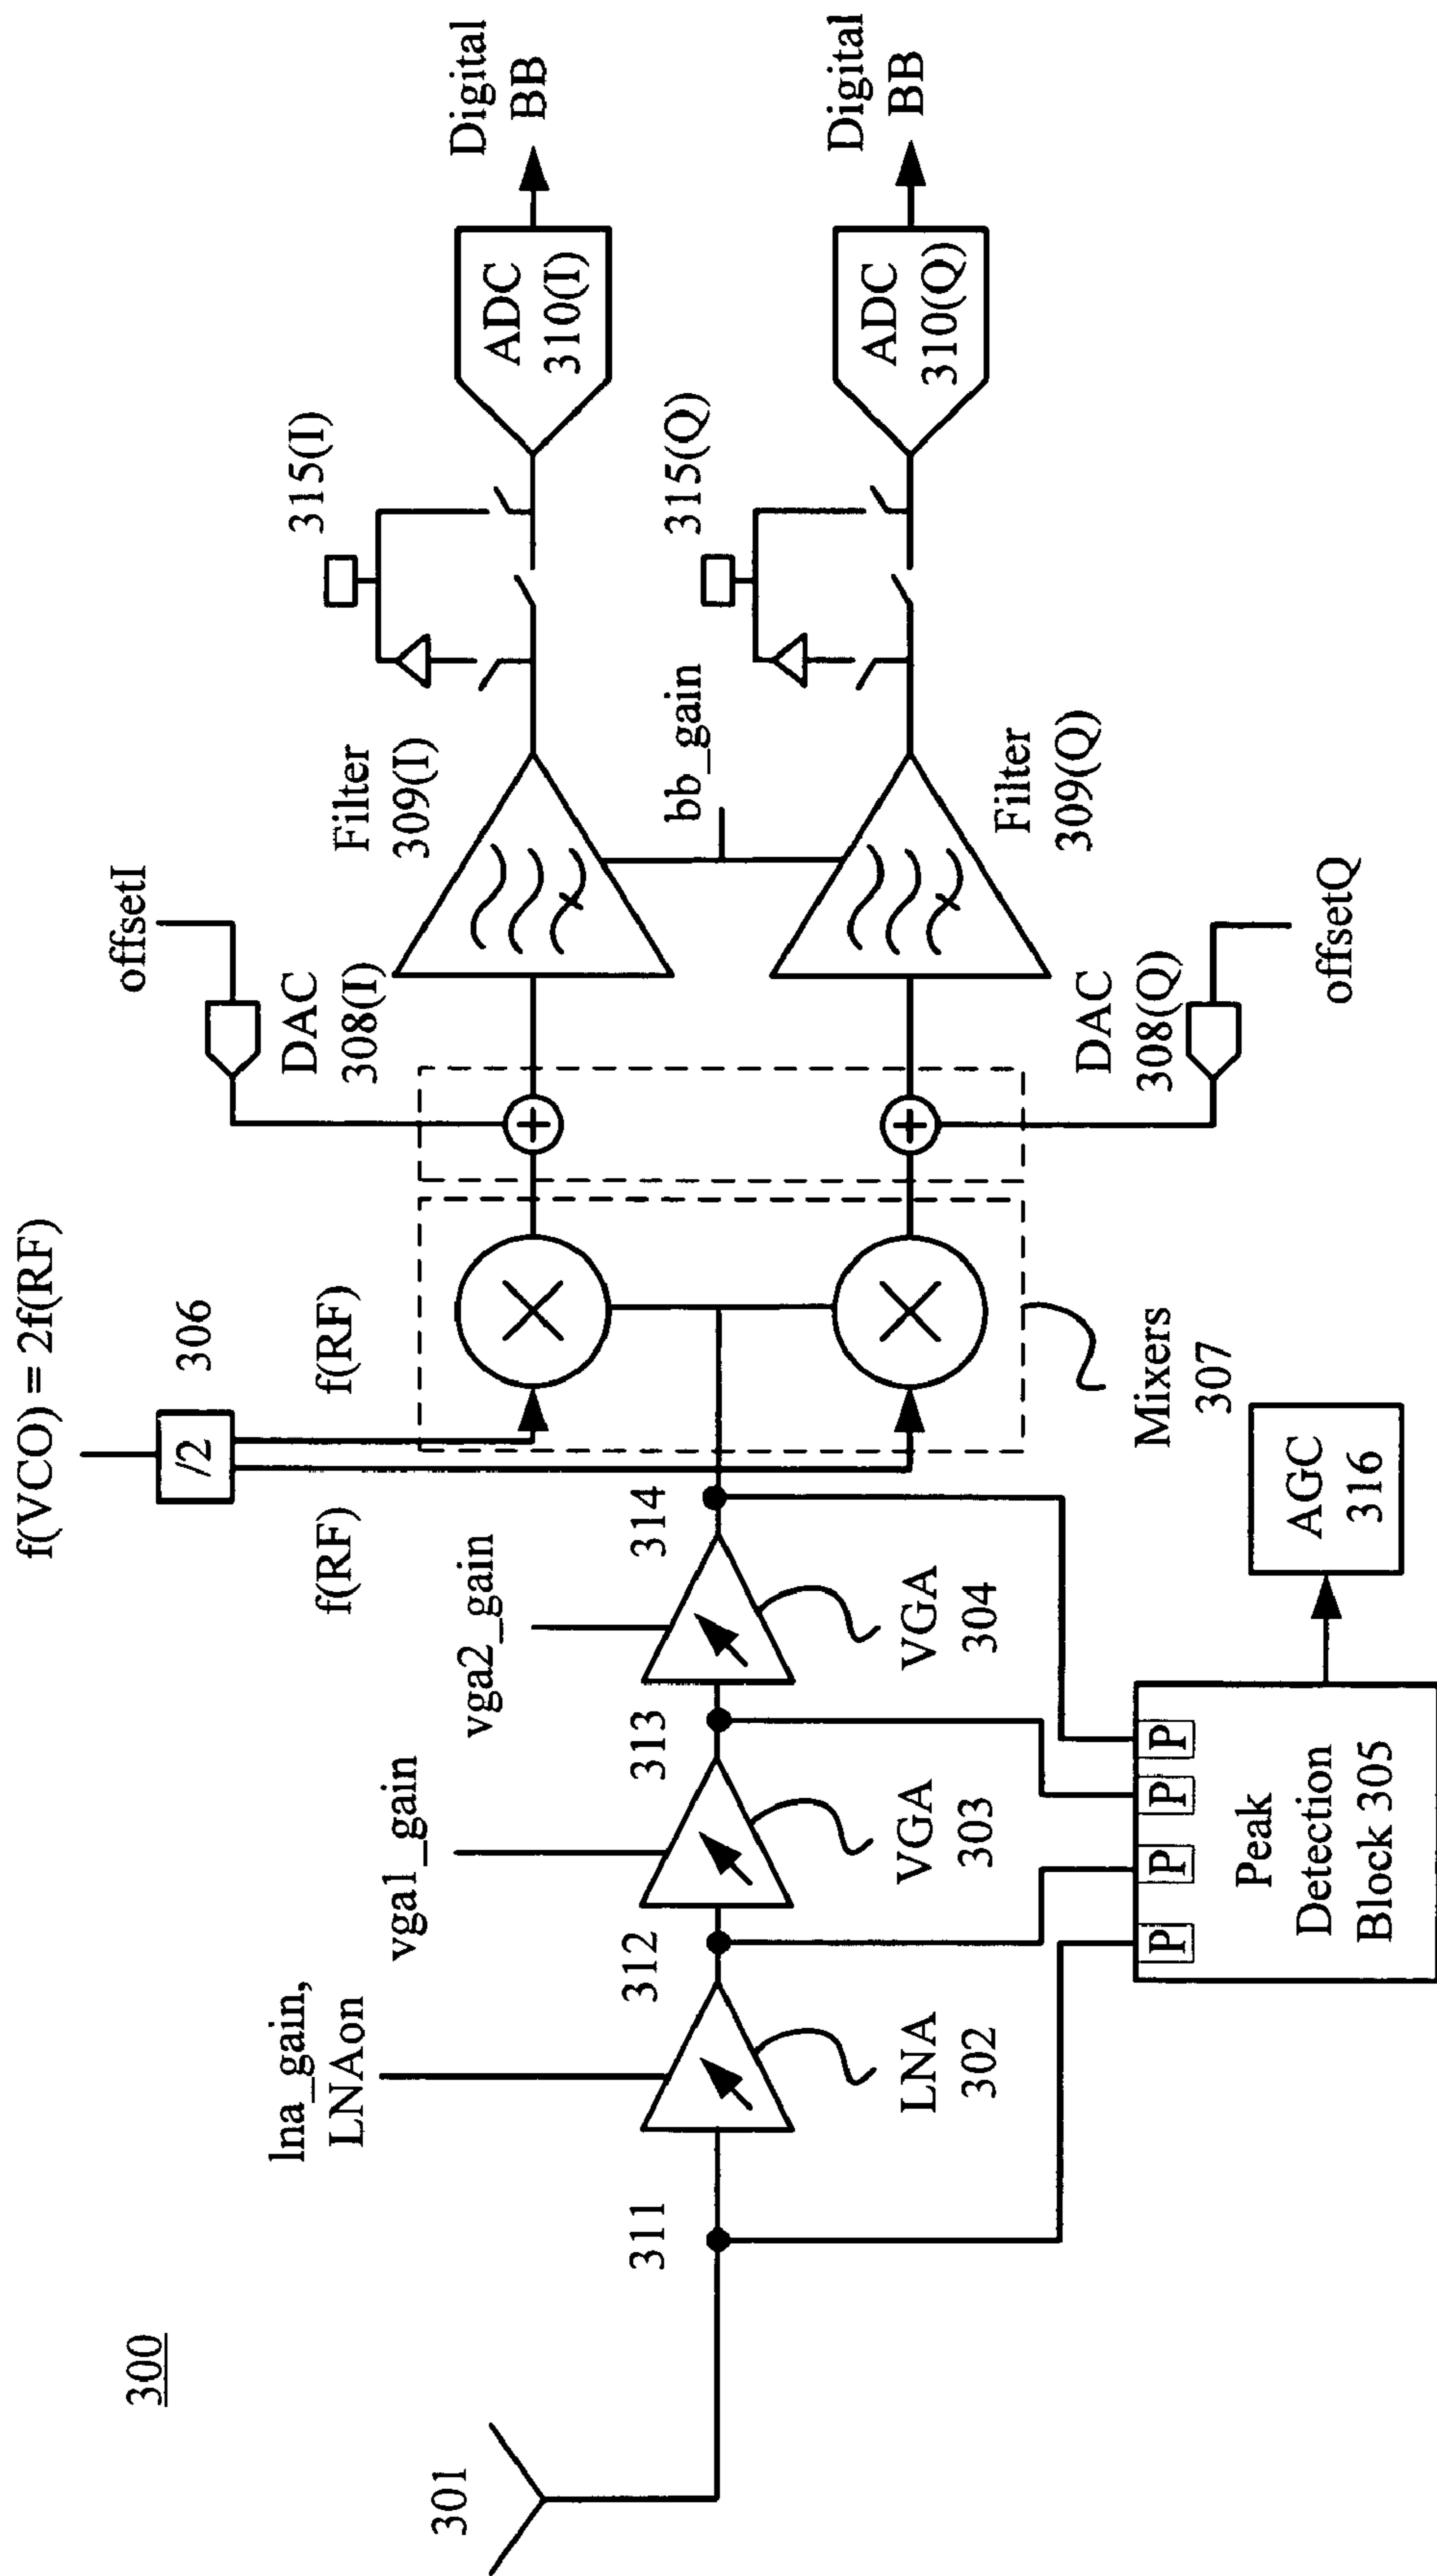 300
301
311
lna_gain,
LNAon
LNA
302
312
vga1_gain
VGA
303
313
vga2_gain
VGA
304
314
P
P
P
P
Peak
Detection
Block 305
AGC
316
f(VCO) = 2f(RF)
/2
306
f(RF)
f(RF)
Mixers
307
offsetI
DAC
308(I)
+
+
DAC
308(Q)
offsetQ
Filter
309(I)
bb_gain
Filter
309(Q)
315(I)
315(Q)
ADC
310(I)
ADC
310(Q)
Digital
BB
Digital
BB